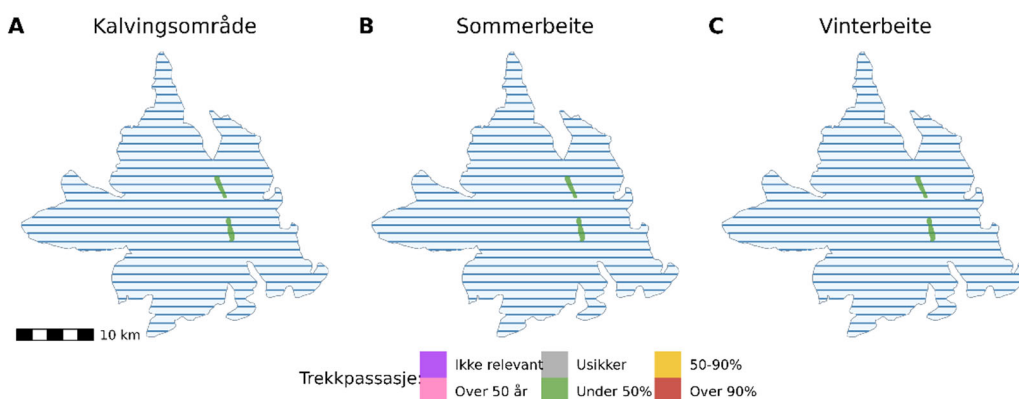 A Kalvingsområde B Sommerbeite C Vinterbeite
10 km
Ikke relevant Usikker 50-90%
Trekkpassasje:
Over 50 år Under 50% Over 90%